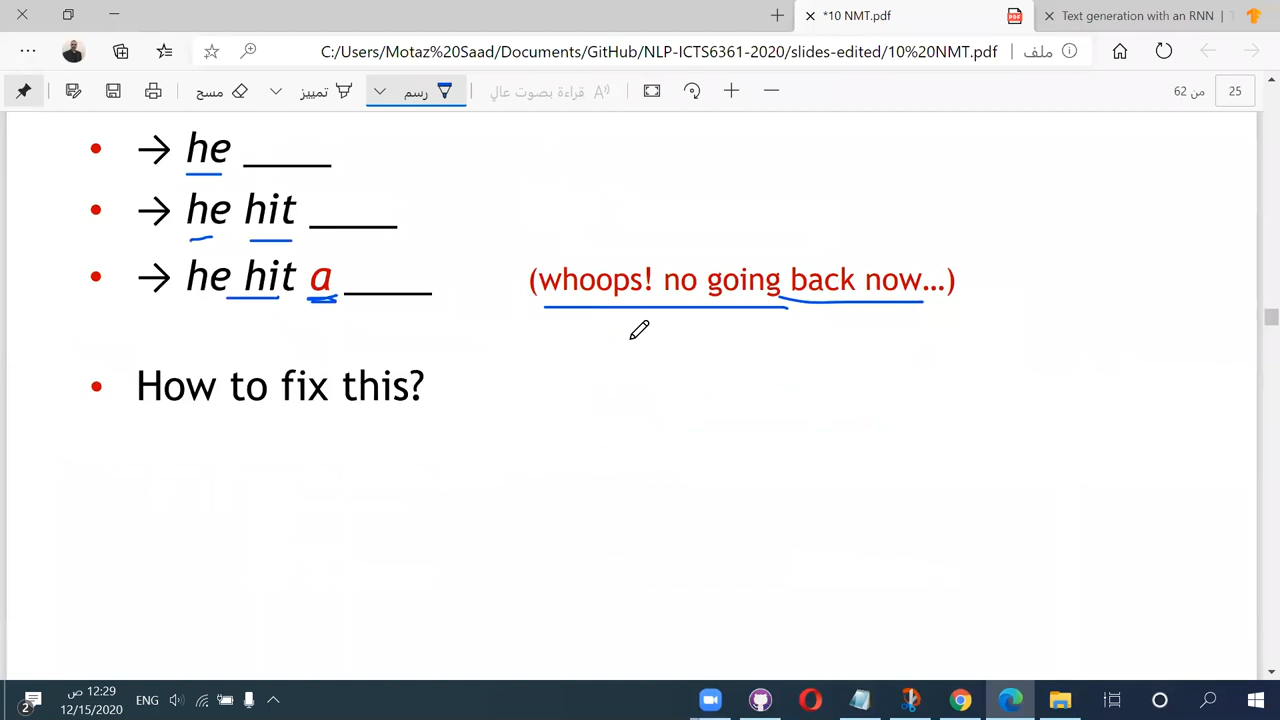 *10 NMT.pdf
Text generation with an RNN
C:/Users/Motaz%20Saad/Documents/GitHub/NLP-ICTS6361-2020/slides-edited/10%20NMT.pdf
ملف
مسح
تمييز
رسم
قراءة بصوت عالٍ
من 62
25
• → he _____
• → he hit _____
• → he hit a _____ (whoops! no going back now…)
• How to fix this?
2
12:29 ص
12/15/2020
ENG